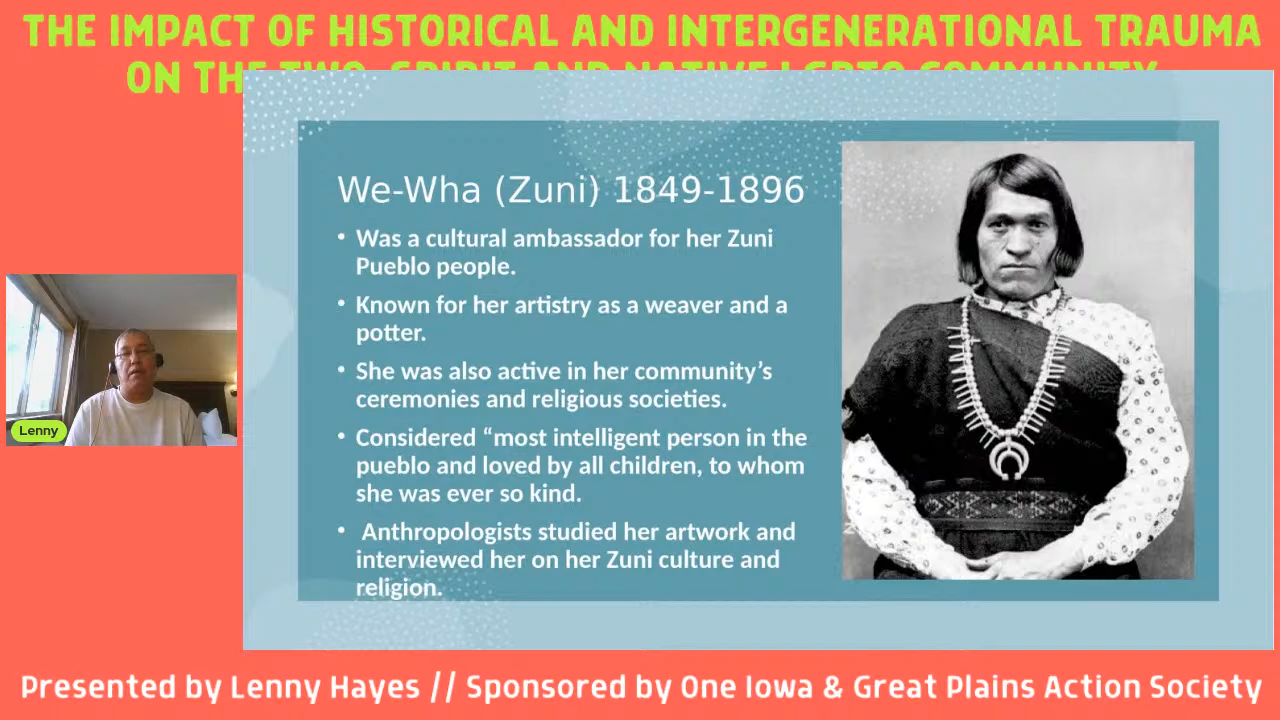 THE IMPACT OF HISTORICAL AND INTERGENERATIONAL TRAUMA
ON THE TWO-SPIRIT AND NATIVE LGBTQ COMMUNITY
We-Wha (Zuni) 1849-1896
• Was a cultural ambassador for her Zuni
Pueblo people.
• Known for her artistry as a weaver and a
potter.
• She was also active in her community’s
ceremonies and religious societies.
• Considered “most intelligent person in the
pueblo and loved by all children, to whom
she was ever so kind.
• Anthropologists studied her artwork and
interviewed her on her Zuni culture and
religion.
Lenny
Presented by Lenny Hayes // Sponsored by One Iowa & Great Plains Action Society